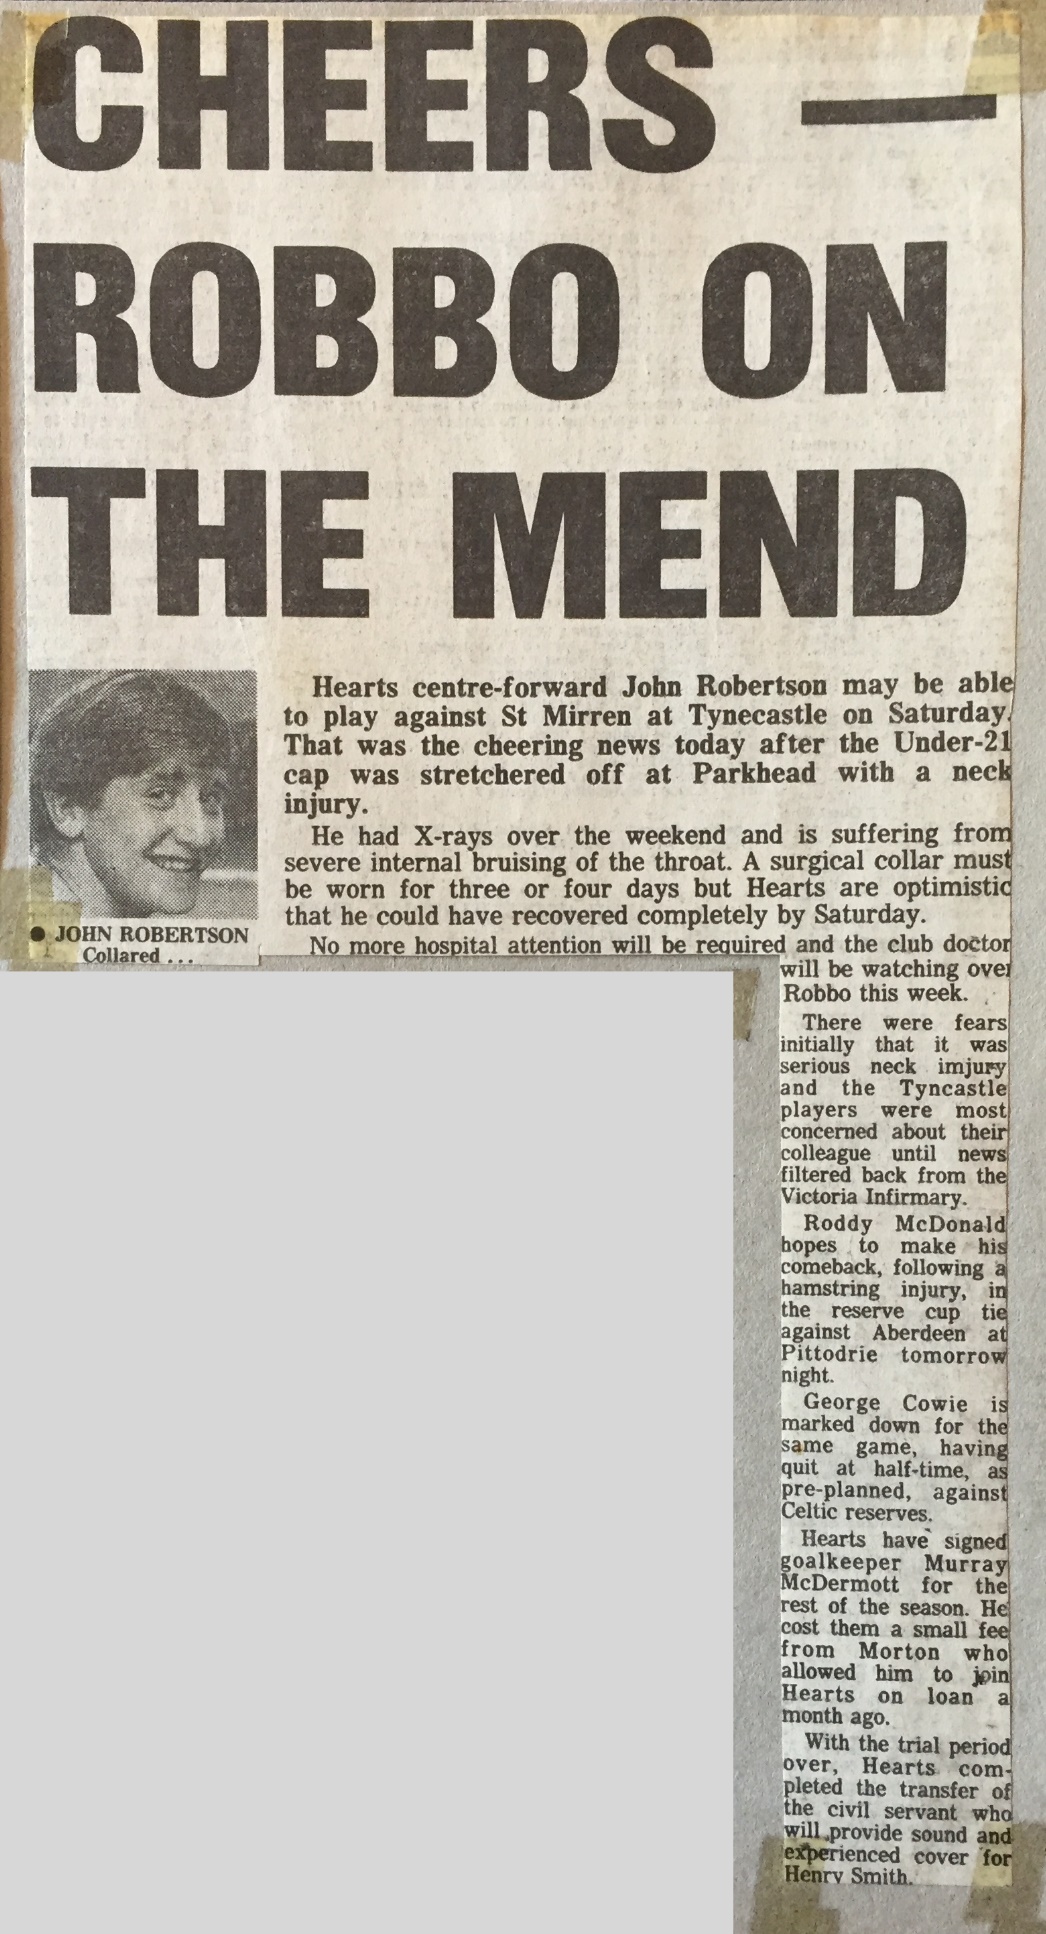 CHEERS —
ROBBO ON
THE MEND
Hearts centre-forward John Robertson may be able
to play against St Mirren at Tynecastle on Saturday.
That was the cheering news today after the Under-21
cap was stretchered off at Parkhead with a neck
injury.
He had X-rays over the weekend and is suffering from
severe internal bruising of the throat. A surgical collar must
be worn for three or four days but Hearts are optimistic
that he could have recovered completely by Saturday.
● JOHN ROBERTSON
Collared ...
No more hospital attention will be required and the club doctor
will be watching over
Robbo this week.
There were fears
initially that it was
serious neck imjury
and the Tyncastle
players were most
concerned about their
colleague until news
filtered back from the
Victoria Infirmary.
Roddy McDonald
hopes to make his
comeback, following a
hamstring injury, in
the reserve cup tie
against Aberdeen at
Pittodrie tomorrow
night.
George Cowie is
marked down for the
same game, having
quit at half-time, as
pre-planned, against
Celtic reserves.
Hearts have signed
goalkeeper Murray
McDermott for the
rest of the season. He
cost them a small fee
from Morton who
allowed him to join
Hearts on loan a
month ago.
With the trial period
over, Hearts com-
pleted the transfer of
the civil servant who
will provide sound and
experienced cover for
Henry Smith.